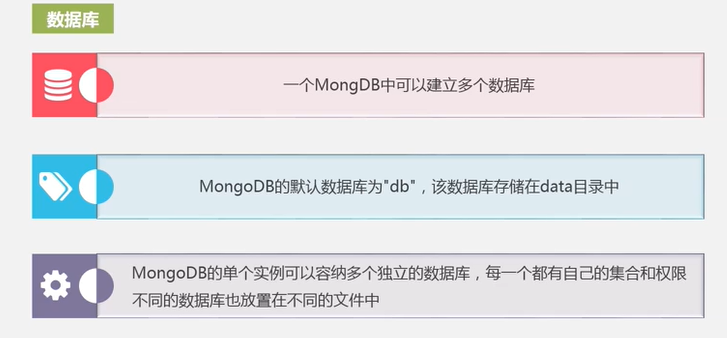 数据库
一个MongDB中可以建立多个数据库
MongoDB的默认数据库为"db"，该数据库存储在data目录中
MongoDB的单个实例可以容纳多个独立的数据库，每一个都有自己的集合和权限
不同的数据库也放置在不同的文件中